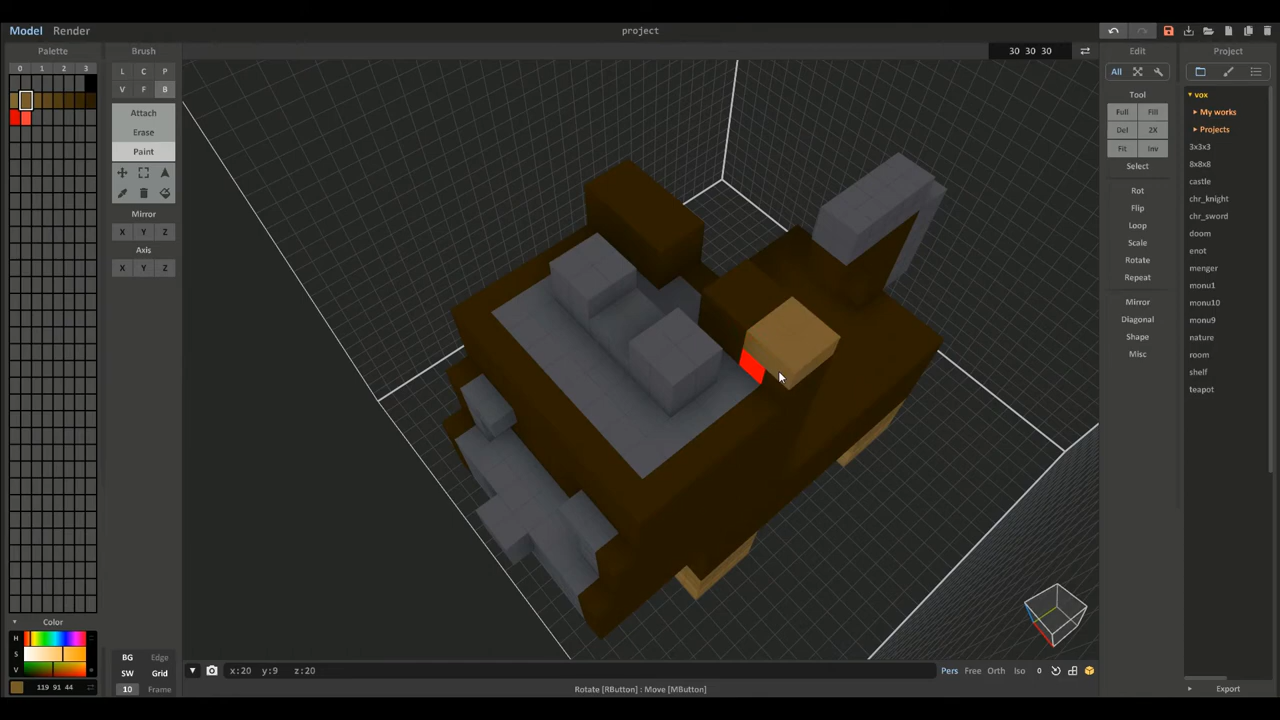 Model Render
project
Palette
Brush
30 30 30
Edit
Project
0 1 2 3
L C P
V F B
Attach
Erase
Paint
Mirror
X Y Z
Axis
X Y Z
All
Tool
Full Fill
Del 2X
Fit Inv
Select
Rot
Flip
Loop
Scale
Rotate
Repeat
Mirror
Diagonal
Shape
Misc
vox
My works
Projects
3x3x3
8x8x8
castle
chr_knight
chr_sword
doom
enot
menger
monu1
monu10
monu9
nature
room
shelf
teapot
Color
H
S
V
119 91 44
BG Edge
SW Grid
10 Frame
x:20 y:9 z:20
Pers Free Orth Iso 0
Rotate [RButton] : Move [MButton]
Export